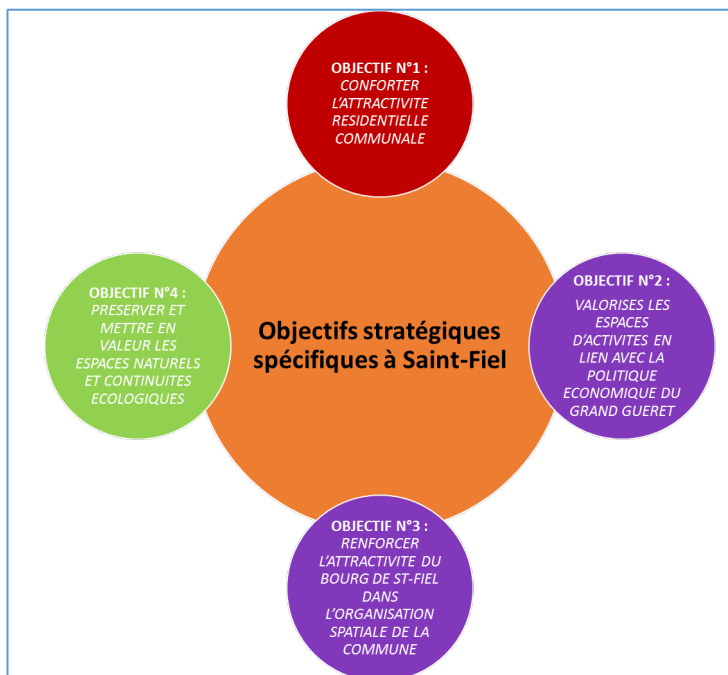 OBJECTIF N°1 :
CONFORTER
L'ATTRACTIVITE
RESIDENTIELLE
COMMUNALE
OBJECTIF N°2 :
VALORISES LES
ESPACES
D'ACTIVITES EN
LIEN AVEC LA
POLITIQUE
ECONOMIQUE DU
GRAND GUERET
OBJECTIF N°4 :
PRESERVER ET
METTRE EN
VALEUR LES
ESPACES NATURELS
ET CONTINUITES
ECOLOGIQUES
Objectifs stratégiques
spécifiques à Saint-Fiel
OBJECTIF N°3 :
RENFORCER
L'ATTRACTIVITE DU
BOURG DE ST-FIEL
DANS
L'ORGANISATION
SPATIALE DE LA
COMMUNE